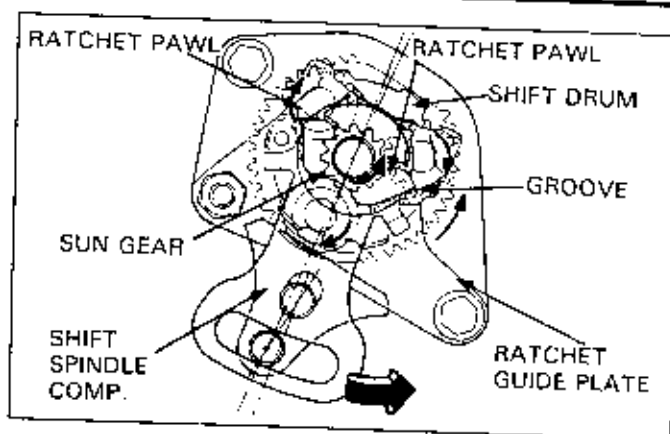 RATCHET PAWL
RATCHET PAWL
SHIFT DRUM
GROOVE
SUN GEAR
SHIFT
SPINDLE
COMP.
RATCHET
GUIDE PLATE